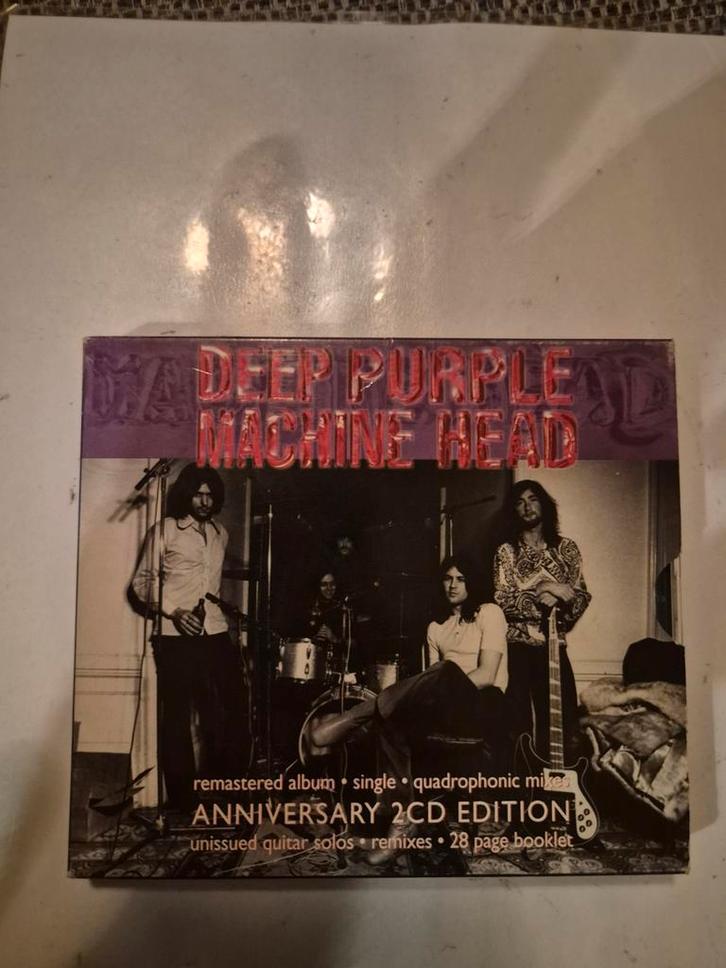 DEEP PURPLE
MACHINE HEAD
remastered album • single • quadrophonic mixes
ANNIVERSARY 2CD EDITION
unissued guitar solos • remixes • 28 page booklet